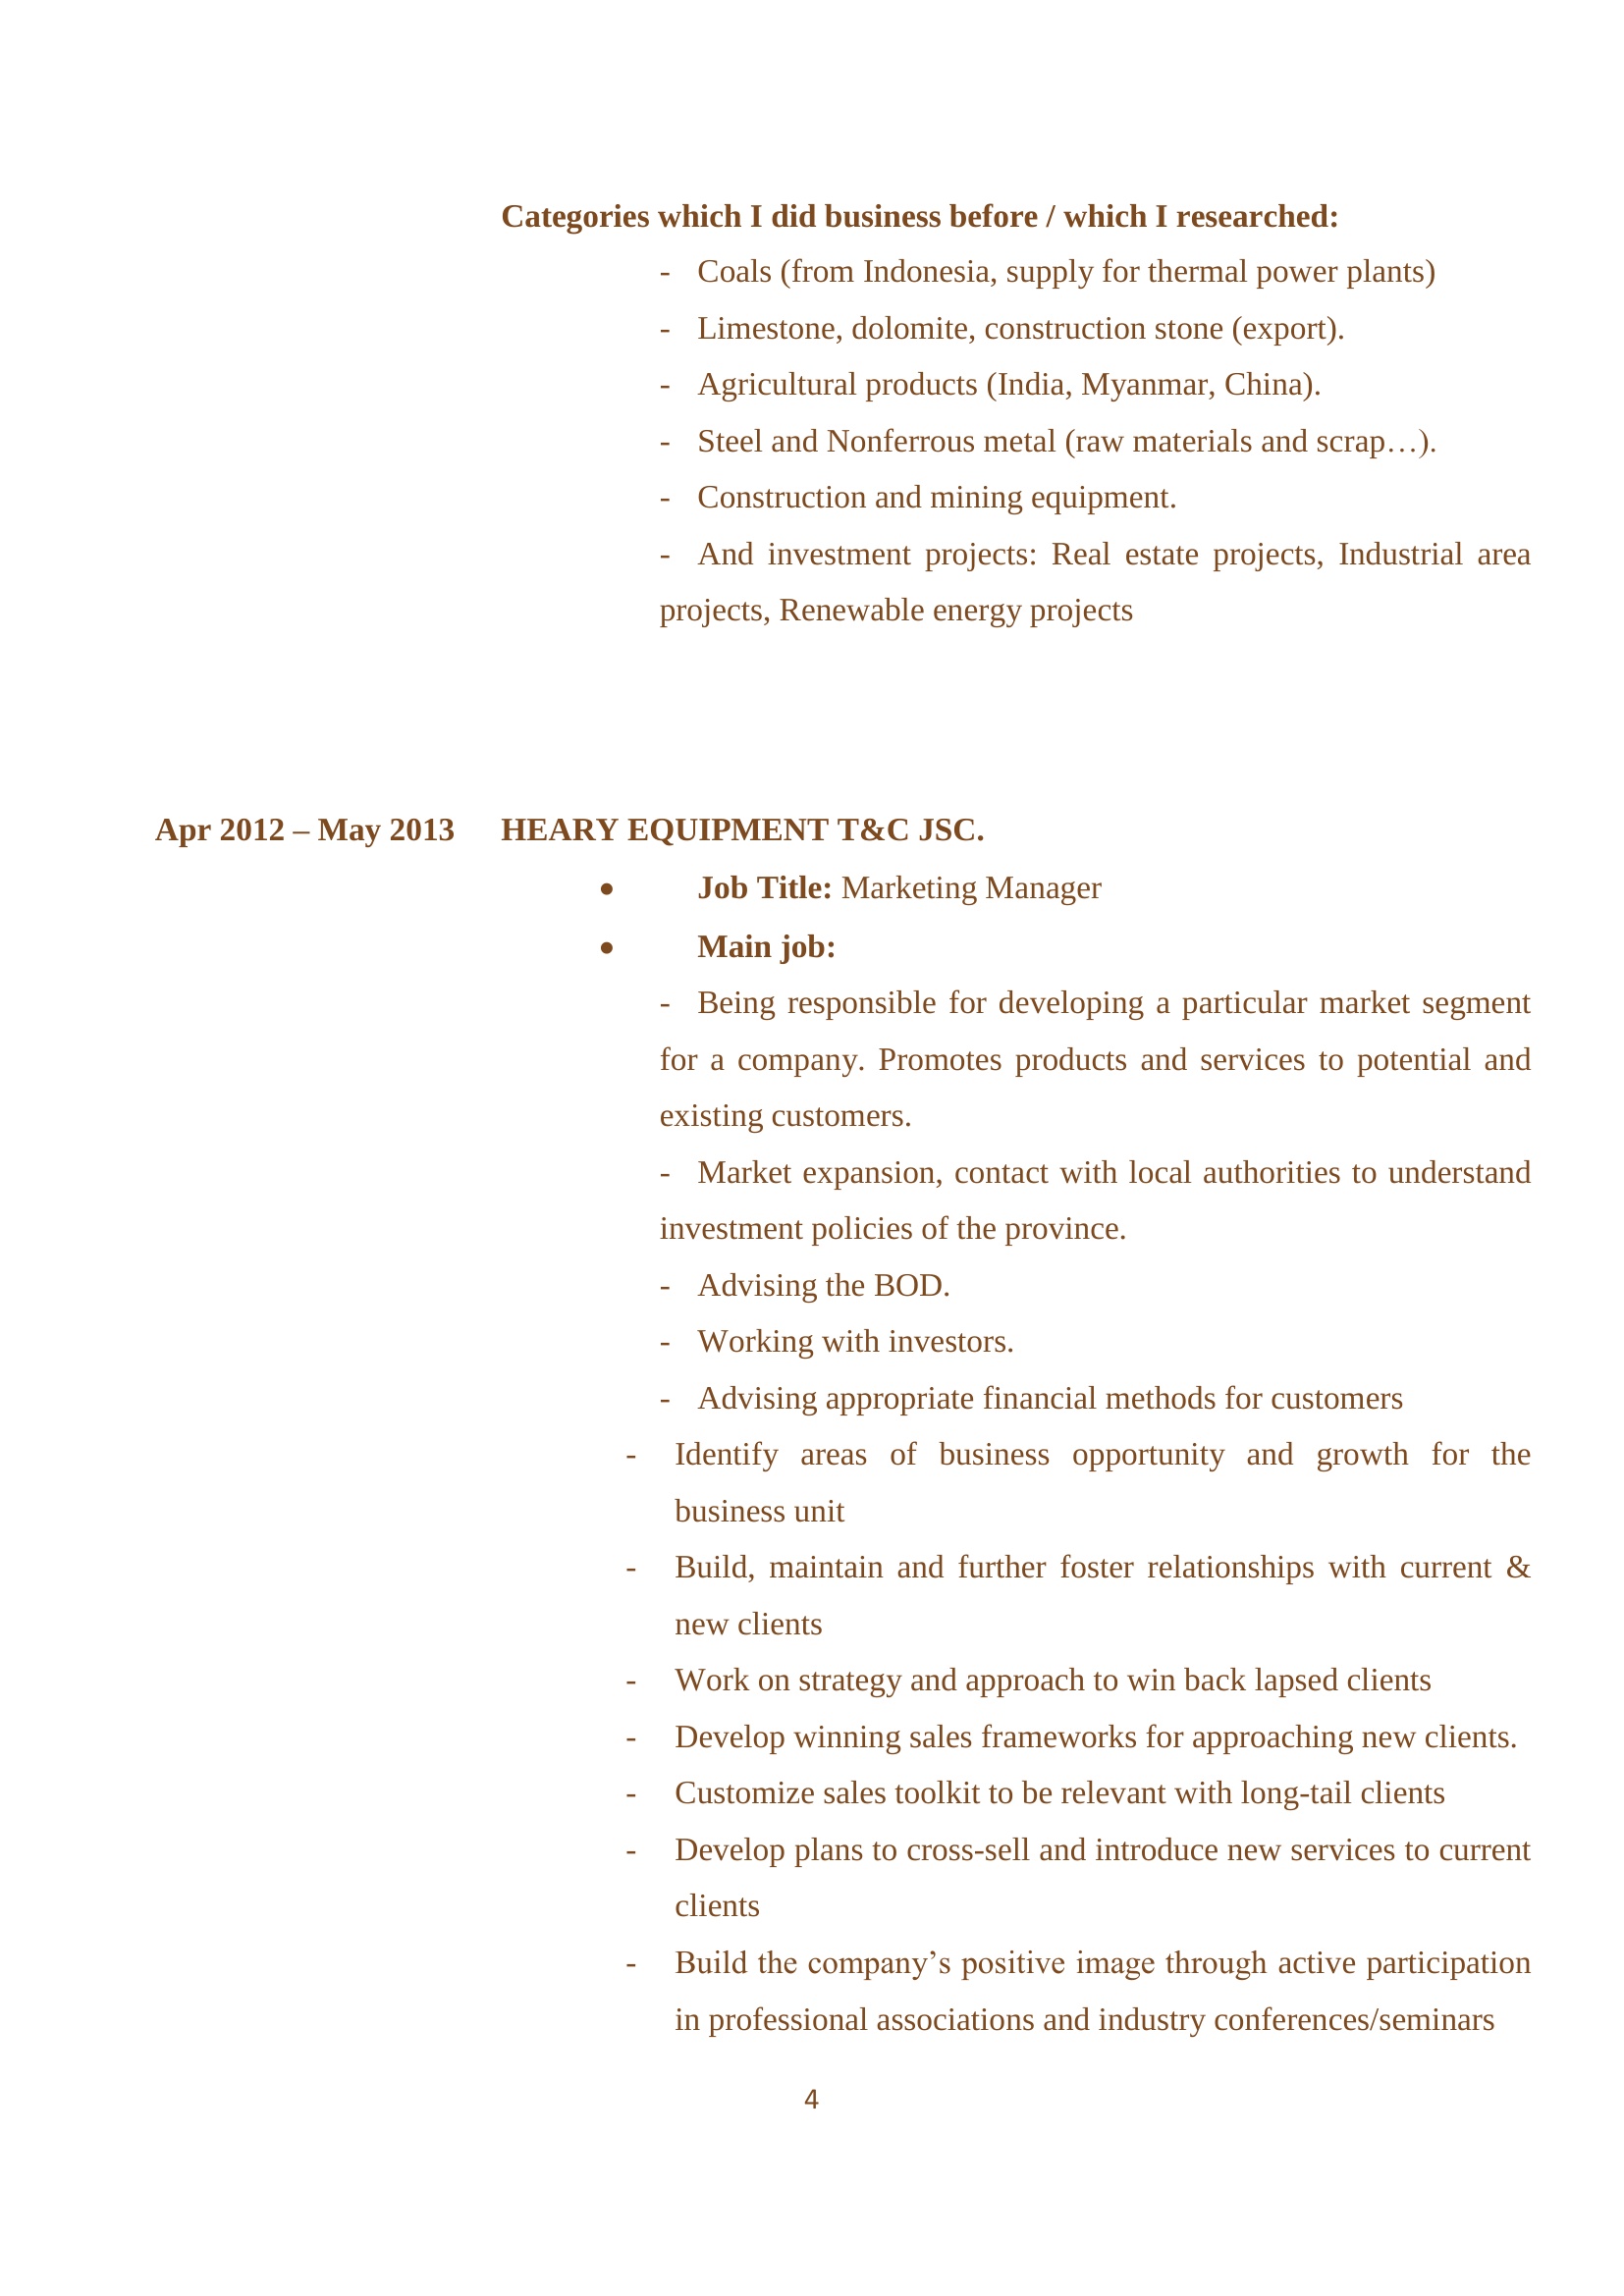 Categories which I did business before / which I researched:
- Coals (from Indonesia, supply for thermal power plants)
- Limestone, dolomite, construction stone (export).
- Agricultural products (India, Myanmar, China).
- Steel and Nonferrous metal (raw materials and scrap…).
- Construction and mining equipment.
- And investment projects: Real estate projects, Industrial area
projects, Renewable energy projects
Apr 2012 – May 2013 HEARY EQUIPMENT T&C JSC.
• Job Title: Marketing Manager
• Main job:
- Being responsible for developing a particular market segment
for a company. Promotes products and services to potential and
existing customers.
- Market expansion, contact with local authorities to understand
investment policies of the province.
- Advising the BOD.
- Working with investors.
- Advising appropriate financial methods for customers
- Identify areas of business opportunity and growth for the
business unit
- Build, maintain and further foster relationships with current &
new clients
- Work on strategy and approach to win back lapsed clients
- Develop winning sales frameworks for approaching new clients.
- Customize sales toolkit to be relevant with long-tail clients
- Develop plans to cross-sell and introduce new services to current
clients
- Build the company’s positive image through active participation
in professional associations and industry conferences/seminars
4